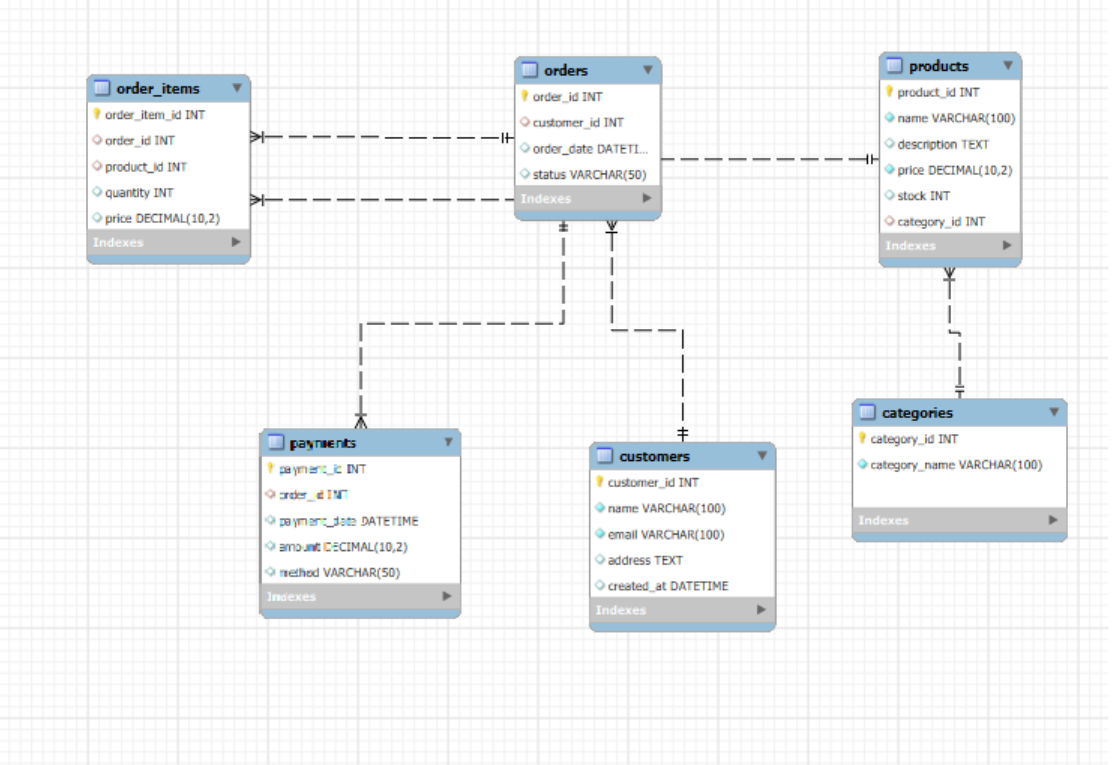 order_items
order_item_id INT
order_id INT
product_id INT
quantity INT
price DECIMAL(10,2)
Indexes
orders
order_id INT
customer_id INT
order_date DATETI...
status VARCHAR(50)
Indexes
products
product_id INT
name VARCHAR(100)
description TEXT
price DECIMAL(10,2)
stock INT
category_id INT
Indexes
payments
payment_id INT
order_id INT
payment_date DATETIME
amount DECIMAL(10,2)
method VARCHAR(50)
Indexes
customers
customer_id INT
name VARCHAR(100)
email VARCHAR(100)
address TEXT
created_at DATETIME
Indexes
categories
category_id INT
category_name VARCHAR(100)
Indexes